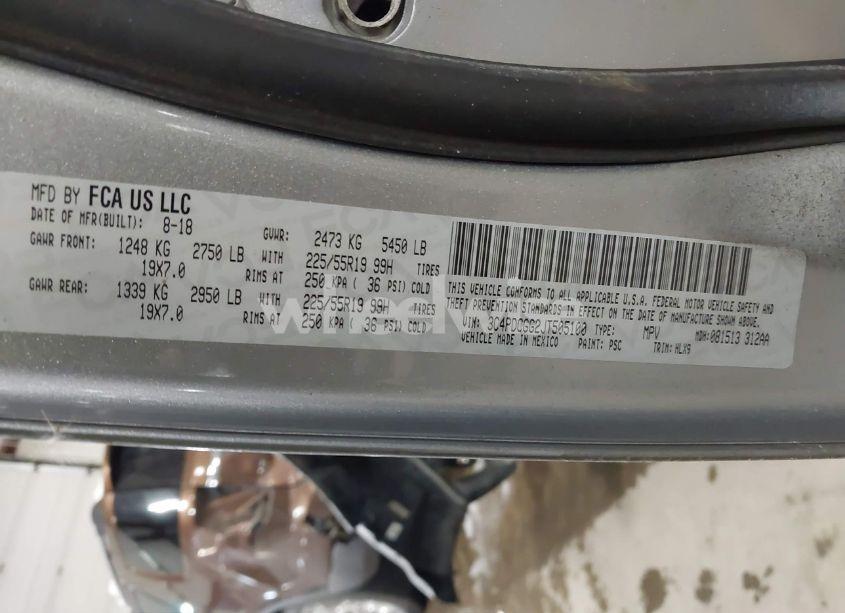 MFD BY FCA US LLC
DATE OF MFR(BUILT): 8-18 GVWR: 2473 KG 5450 LB
GAWR FRONT: 1248 KG 2750 LB WITH 225/55R19 99H TIRES
19X7.0 RIMS AT 250 KPA ( 36 PSI) COLD
GAWR REAR: 1339 KG 2950 LB WITH 225/55R19 99H TIRES
19X7.0 RIMS AT 250 KPA ( 36 PSI) COLD
THIS VEHICLE CONFORMS TO ALL APPLICABLE U.S.A. FEDERAL MOTOR VEHICLE SAFETY AND
THEFT PREVENTION STANDARDS IN EFFECT ON THE DATE OF MANUFACTURE SHOWN ABOVE.
VIN: 3C4PDCGG2JT505100 TYPE: MPV MDH: 081513 312AA
VEHICLE MADE IN MEXICO PAINT: PSC TRIM: HLX9